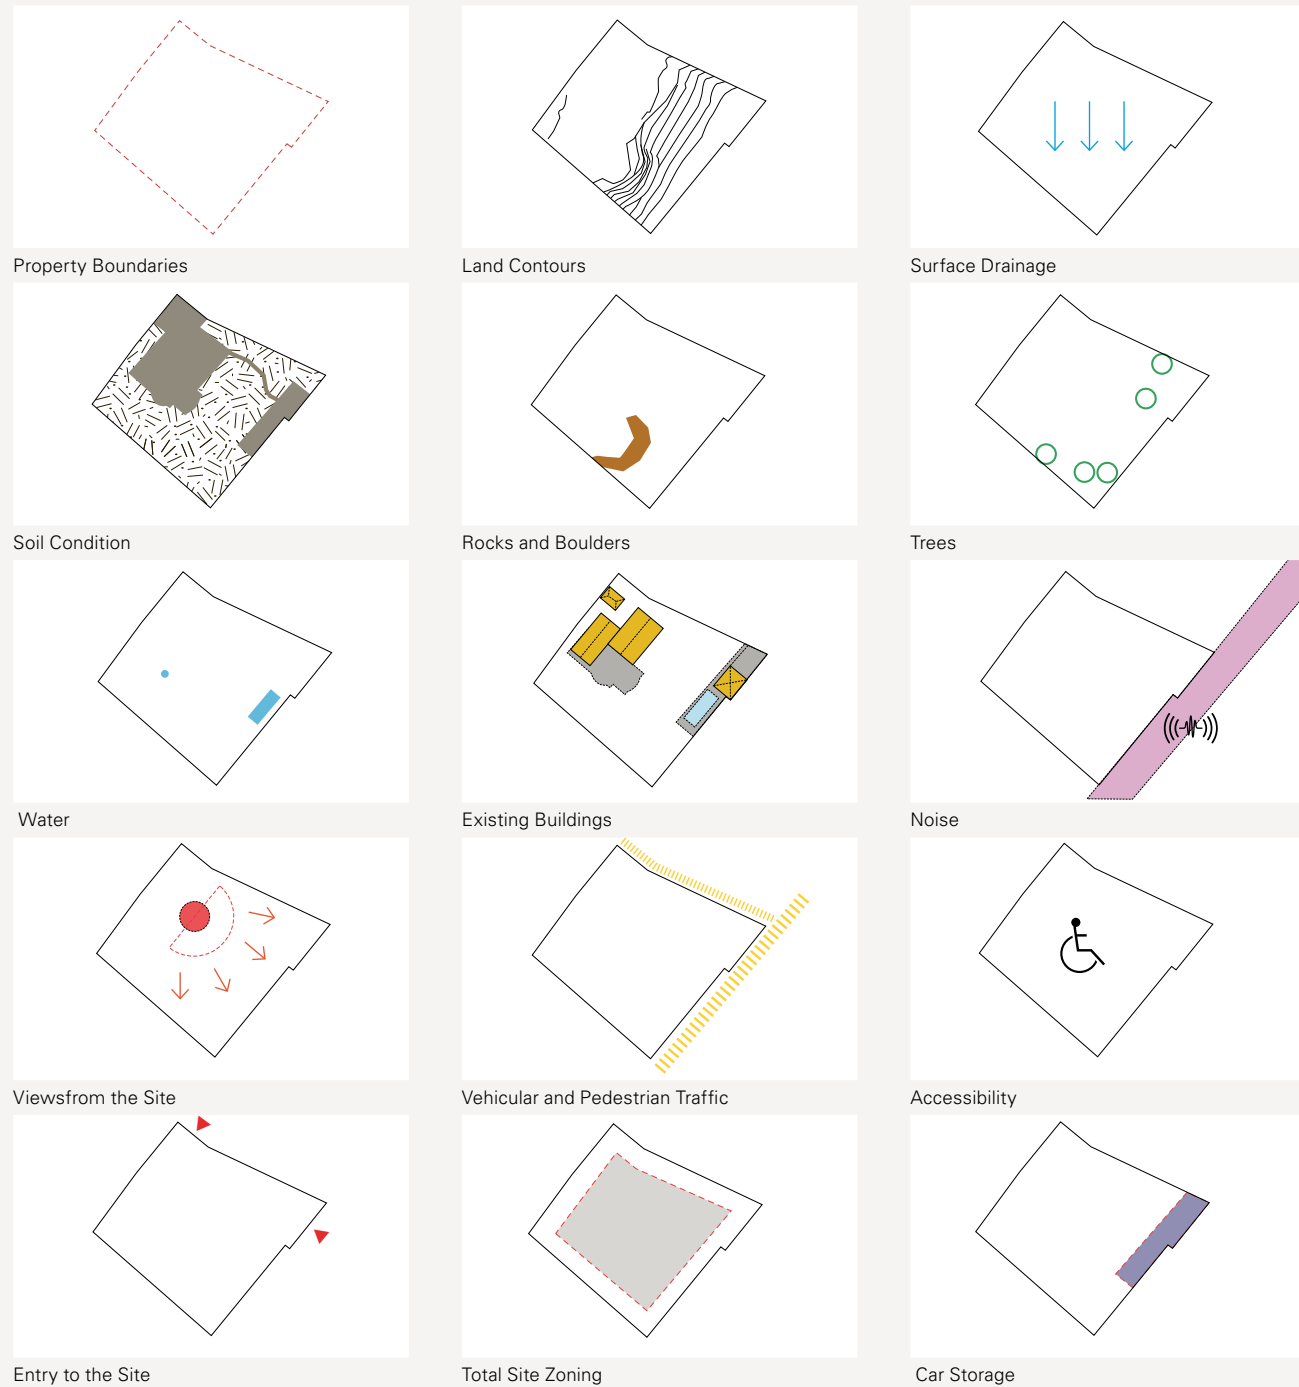 Property Boundaries
Land Contours
Surface Drainage
Soil Condition
Rocks and Boulders
Trees
Water
Existing Buildings
Noise
Viewsfrom the Site
Vehicular and Pedestrian Traffic
Accessibility
Entry to the Site
Total Site Zoning
Car Storage